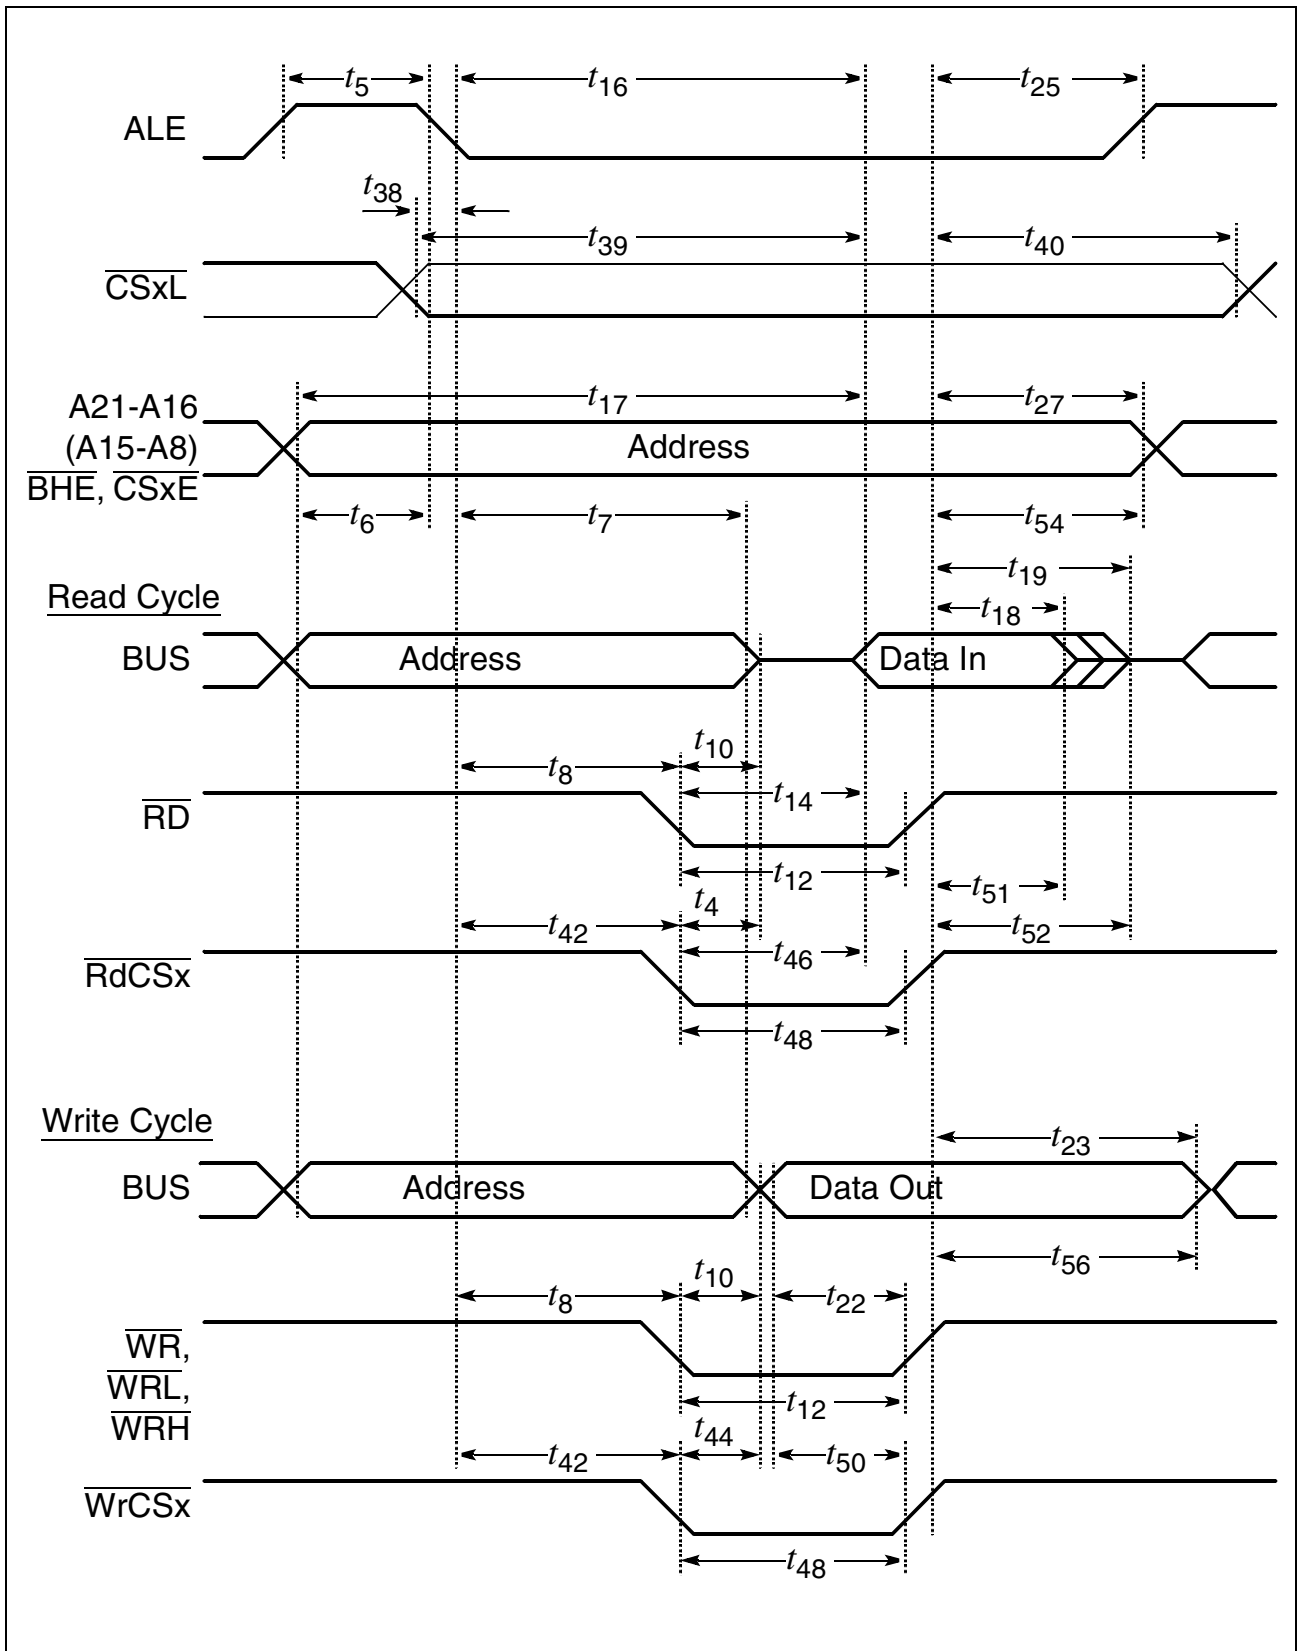 t5 t16 t25
ALE
t38
t39 t40
CSxL
t17 t27
A21-A16
(A15-A8) Address
BHE, CSxE
t6 t7 t54
t19
Read Cycle t18
BUS Address Data In
t10
t8
t14
RD
t12
t51
t4
t42 t52
t46
RdCSx
t48
Write Cycle
t23
BUS Address Data Out
t56
t10
t8 t22
WR,
WRL,
t12
WRH
t44
t42 t50
WrCSx
t48